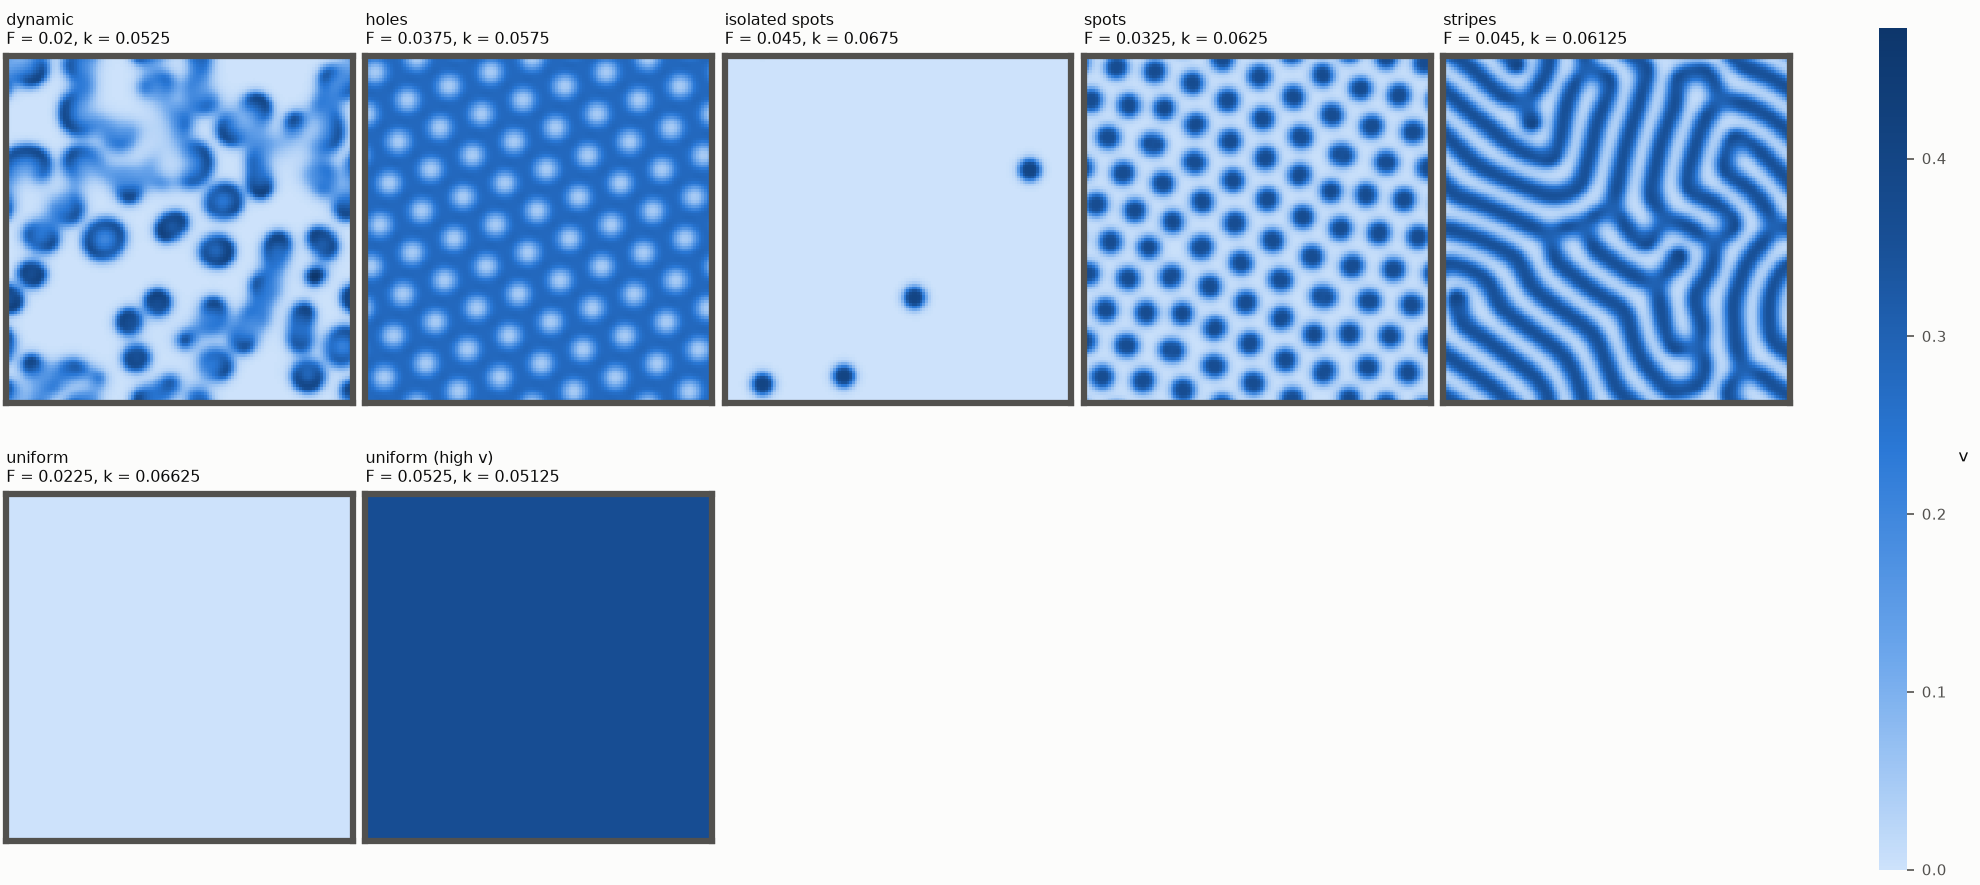 dynamic
F = 0.02, k = 0.0525
holes
F = 0.0375, k = 0.0575
isolated spots
F = 0.045, k = 0.0675
spots
F = 0.0325, k = 0.0625
stripes
F = 0.045, k = 0.06125
uniform
F = 0.0225, k = 0.06625
uniform (high v)
F = 0.0525, k = 0.05125
0.4
0.3
v
0.2
0.1
0.0